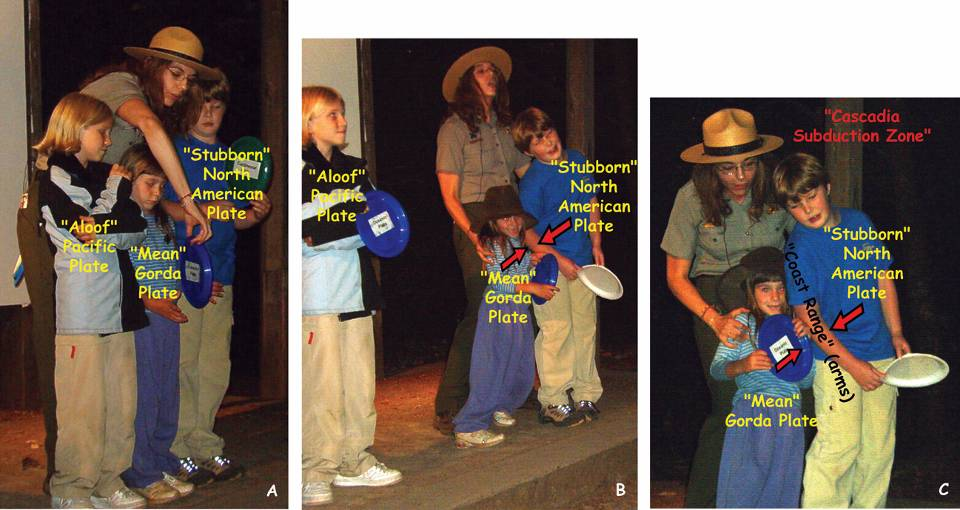 "Stubborn"
North
American
Plate
"Aloof"
Pacific
Plate
"Mean"
Gorda
Plate
A
"Aloof"
Pacific
Plate
"Stubborn"
North
American
Plate
"Mean"
Gorda
Plate
B
"Cascadia
Subduction Zone"
"Stubborn"
North
American
Plate
"Coast Range" (arms)
"Mean"
Gorda Plate
C